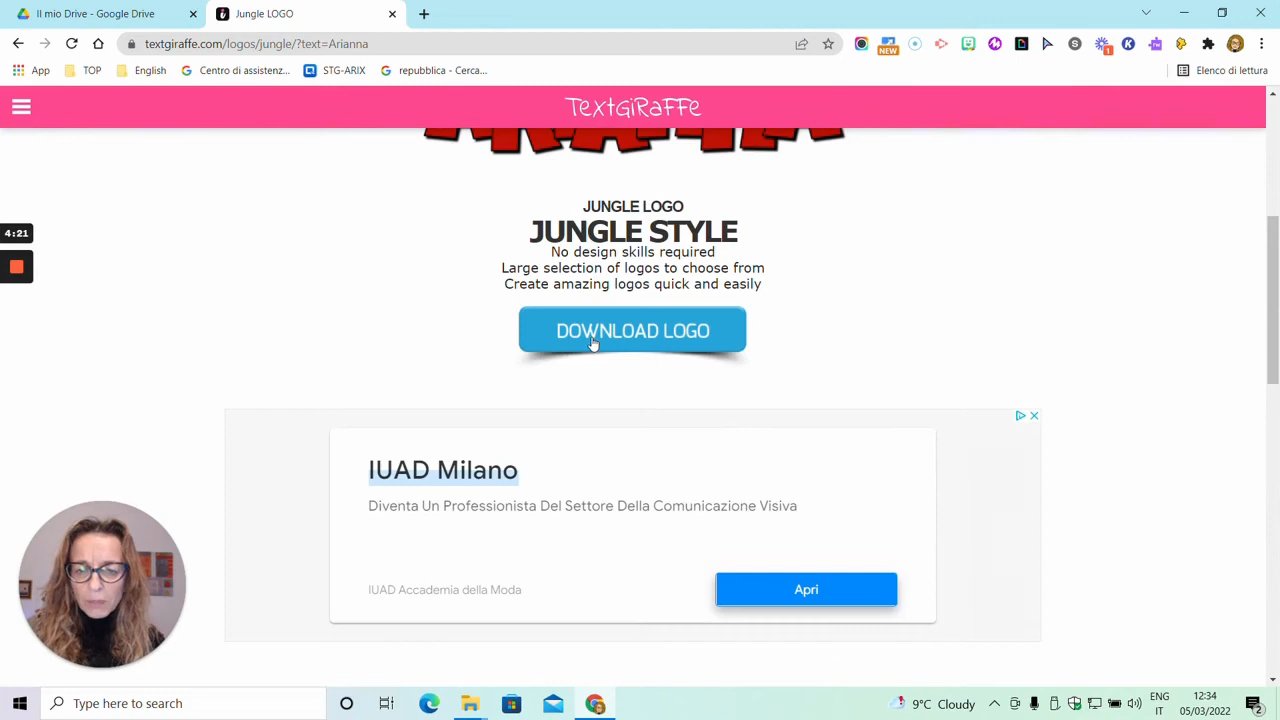 Il mio Drive - Google Drive
Jungle LOGO
textgiraffe.com/logos/jungle/?text=Arianna
NEW
1
App
TOP
English
Centro di assistenz...
STG-ARIX
repubblica - Cerca...
Elenco di lettura
TextGiRaFFe
4:21
JUNGLE LOGO
JUNGLE STYLE
No design skills required
Large selection of logos to choose from
Create amazing logos quick and easily
DOWNLOAD LOGO
IUAD Milano
Diventa Un Professionista Del Settore Della Comunicazione Visiva
IUAD Accademia della Moda
Apri
Type here to search
9°C Cloudy
ENG
IT
12:34
05/03/2022
2